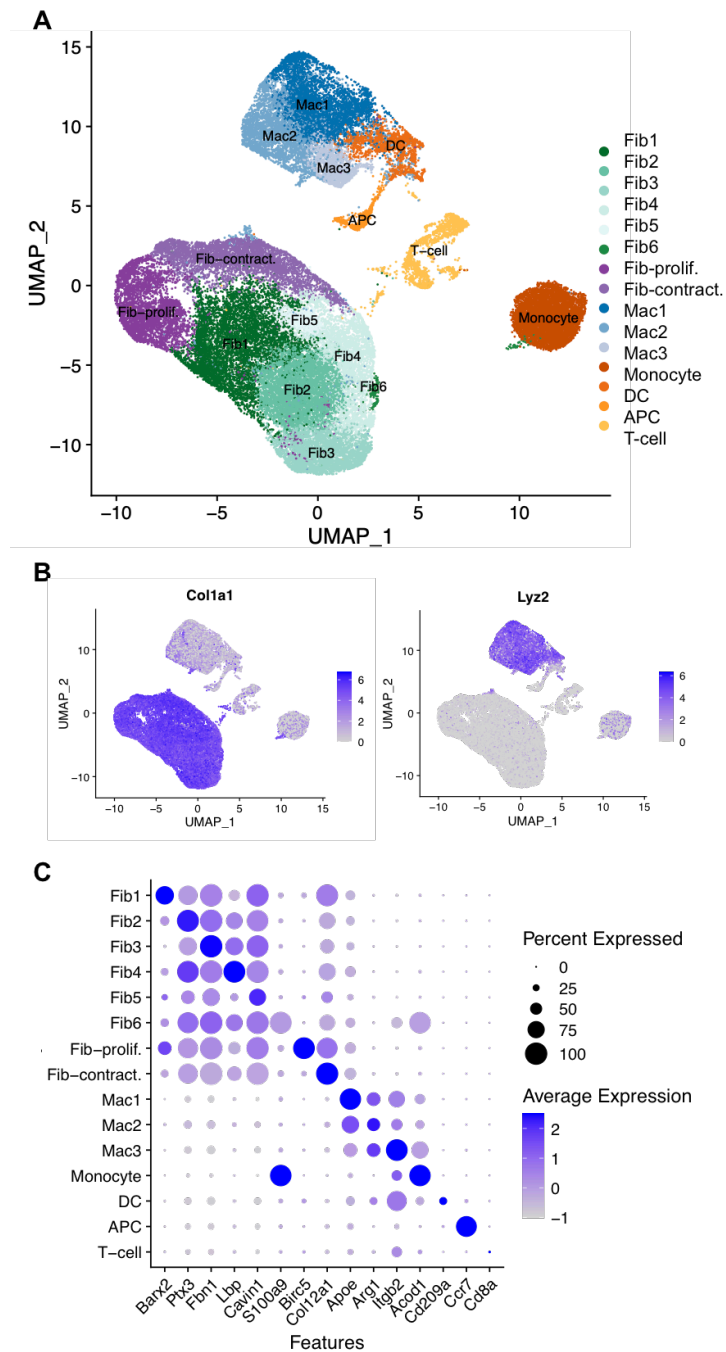 A
15
10
5
0
−5
−10
UMAP_2
−10
−5
0
5
10
UMAP_1
Mac1
Mac2
DC
Mac3
APC
T-cell
Fib-contract.
Fib-prolif.
Fib5
Fib1
Fib4
Fib2
Fib6
Fib3
Monocyte
Fib1
Fib2
Fib3
Fib4
Fib5
Fib6
Fib-prolif.
Fib-contract.
Mac1
Mac2
Mac3
Monocyte
DC
APC
T-cell
B
Col1a1
10
0
−10
UMAP_2
−10
−5
0
5
10
15
UMAP_1
6
4
2
0
Lyz2
10
0
−10
UMAP_2
−10
−5
0
5
10
15
UMAP_1
6
4
2
0
C
Fib1
Fib2
Fib3
Fib4
Fib5
Fib6
Fib−prolif.
Fib−contract.
Mac1
Mac2
Mac3
Monocyte
DC
APC
T−cell
Barx2
Ptx3
Fbn1
Lbp
Cavin1
S100a9
Birc5
Col12a1
Apoe
Arg1
Itgb2
Acod1
Cd209a
Ccr7
Cd8a
Features
Percent Expressed
0
25
50
75
100
Average Expression
2
1
0
−1